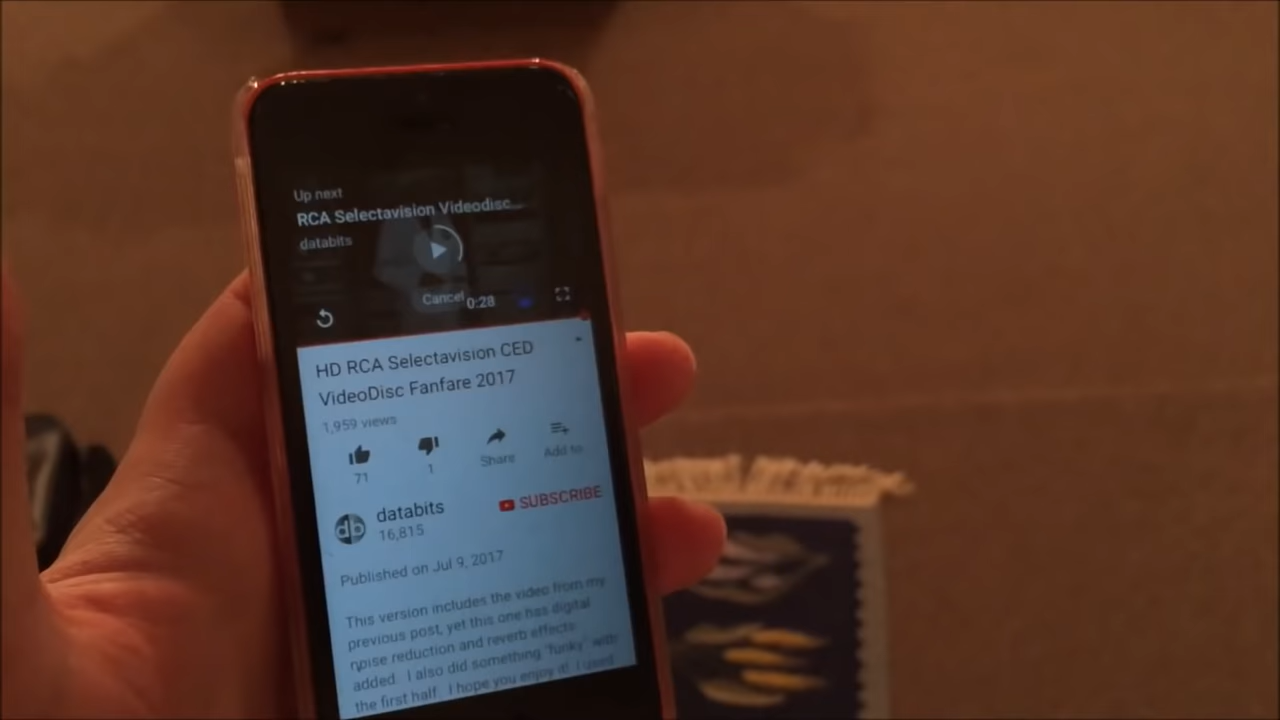 Up next
RCA Selectavision Videodisc...
databits
Cancel
0:28
HD RCA Selectavision CED
VideoDisc Fanfare 2017
1,959 views
71
1
Share
Add to
db
databits
16,815
SUBSCRIBE
Published on Jul 9, 2017
This version includes the video from my
previous post, yet this one has digital
noise reduction and reverb effects
added. I also did something 'funky' with
the first half. I hope you enjoy it! I used